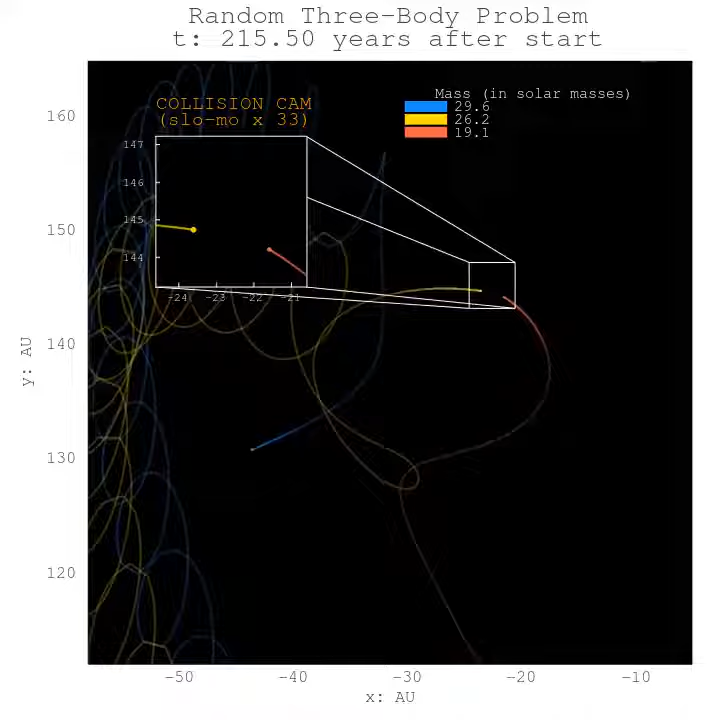 Random Three-Body Problem
t: 215.50 years after start
COLLISION CAM
(slo-mo x 33)
Mass (in solar masses)
29.6
26.2
19.1
147
146
145
144
-24 -23 -22 -21
160
150
140
130
120
y: AU
-50 -40 -30 -20 -10
x: AU